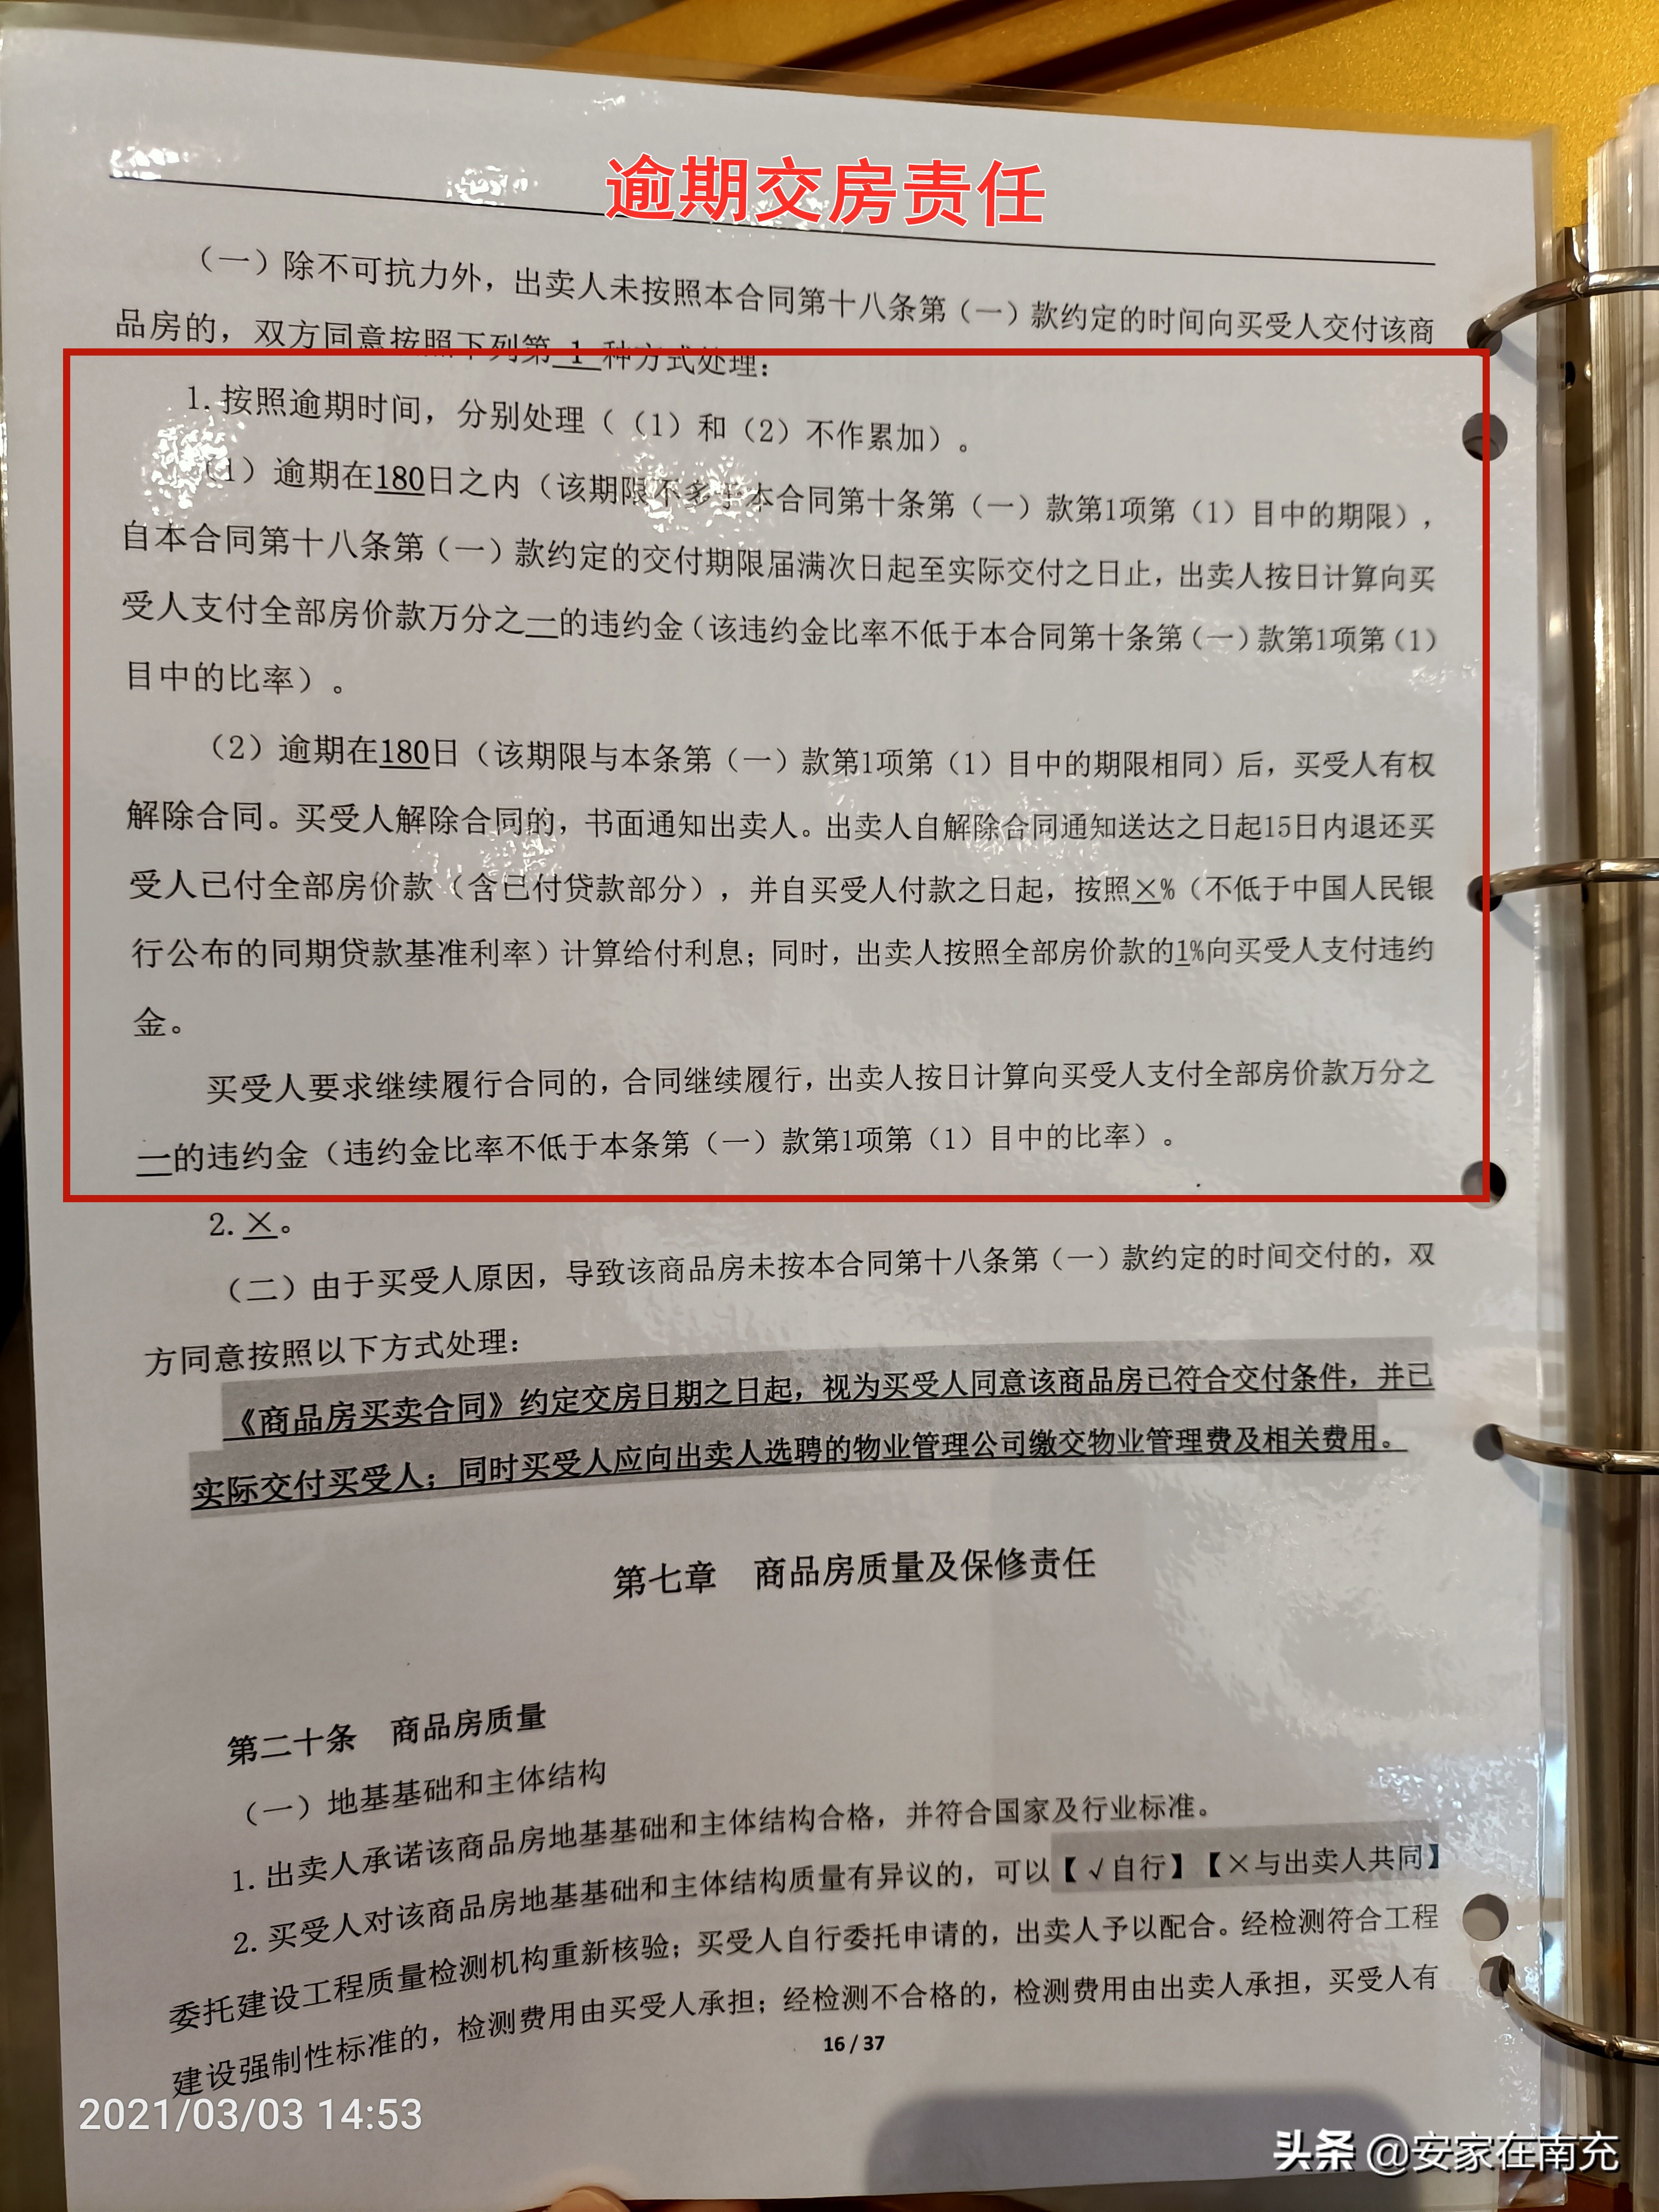 逾期交房责任
（一）除不可抗力外，出卖人未按照本合同第十八条第（一）款约定的时间向买受人交付该商
品房的，双方同意按照下列第 1 种方式处理：
1. 按照逾期时间，分别处理（（1）和（2）不作累加）。
（1）逾期在180日之内（该期限不多于本合同第十条第（一）款第1项第（1）目中的期限），
自本合同第十八条第（一）款约定的交付期限届满次日起至实际交付之日止，出卖人按日计算向买
受人支付全部房价款万分之一的违约金（该违约金比率不低于本合同第十条第（一）款第1项第（1）
目中的比率）。
（2）逾期在180日（该期限与本条第（一）款第1项第（1）目中的期限相同）后，买受人有权
解除合同。买受人解除合同的，书面通知出卖人。出卖人自解除合同通知送达之日起15日内退还买
受人已付全部房价款（含已付贷款部分），并自买受人付款之日起，按照×%（不低于中国人民银
行公布的同期贷款基准利率）计算给付利息；同时，出卖人按照全部房价款的1%向买受人支付违约
金。
买受人要求继续履行合同的，合同继续履行，出卖人按日计算向买受人支付全部房价款万分之
一的违约金（违约金比率不低于本条第（一）款第1项第（1）目中的比率）。
2. ×。
（二）由于买受人原因，导致该商品房未按本合同第十八条第（一）款约定的时间交付的，双
方同意按照以下方式处理：
《商品房买卖合同》约定交房日期之日起，视为买受人同意该商品房已符合交付条件，并已
实际交付买受人；同时买受人应向出卖人选聘的物业管理公司缴交物业管理费及相关费用。
第七章 商品房质量及保修责任
第二十条 商品房质量
（一）地基基础和主体结构
1. 出卖人承诺该商品房地基基础和主体结构合格，并符合国家及行业标准。
2. 买受人对该商品房地基基础和主体结构质量有异议的，可以【√自行】【×与出卖人共同】
委托建设工程质量检测机构重新核验；买受人自行委托申请的，出卖人予以配合。经检测符合工程
建设强制性标准的，检测费用由买受人承担；经检测不合格的，检测费用由出卖人承担，买受人有
16 / 37
2021/03/03 14:53
头条 @安家在南充